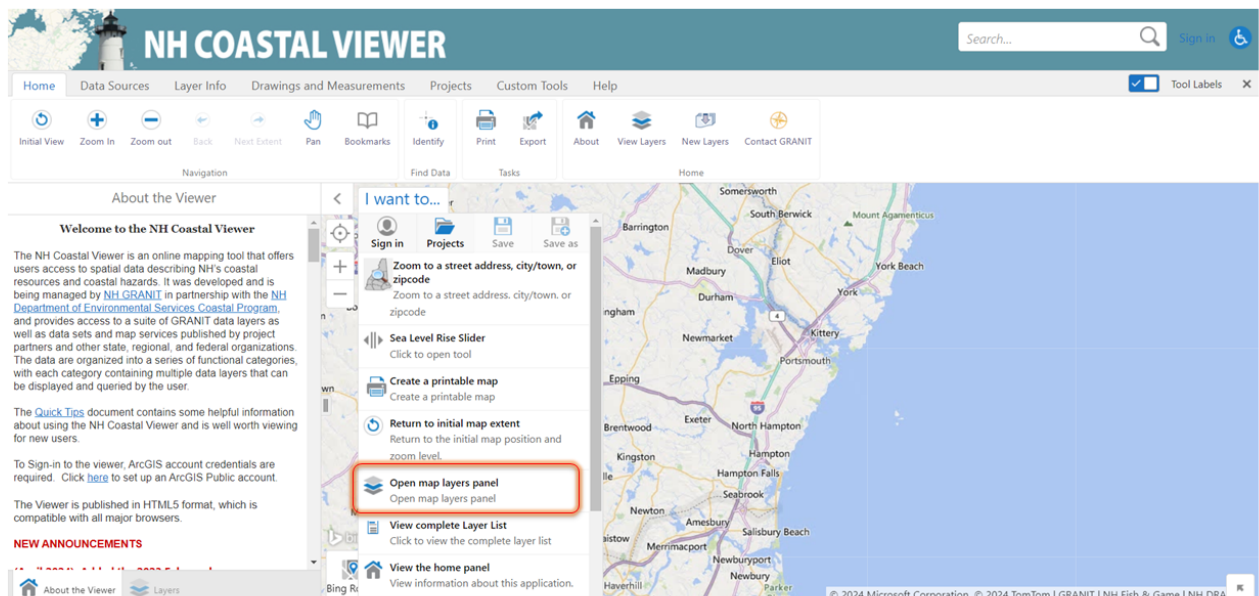 NH COASTAL VIEWER
Search...
Sign in
Home Data Sources Layer Info Drawings and Measurements Projects Custom Tools Help
Tool Labels
Initial View Zoom In Zoom out Back Next Extent Pan Bookmarks Identify Print Export About View Layers New Layers Contact GRANIT
Navigation Find Data Tasks Home
About the Viewer
Welcome to the NH Coastal Viewer
The NH Coastal Viewer is an online mapping tool that offers
users access to spatial data describing NH's coastal
resources and coastal hazards. It was developed and is
being managed by NH GRANIT in partnership with the NH
Department of Environmental Services Coastal Program,
and provides access to a suite of GRANIT data layers as
well as data sets and map services published by project
partners and other state, regional, and federal organizations.
The data are organized into a series of functional categories,
with each category containing multiple data layers that can
be displayed and queried by the user.
The Quick Tips document contains some helpful information
about using the NH Coastal Viewer and is well worth viewing
for new users.
To Sign-in to the viewer, ArcGIS account credentials are
required. Click here to set up an ArcGIS Public account.
The Viewer is published in HTML5 format, which is
compatible with all major browsers.
NEW ANNOUNCEMENTS
About the Viewer Layers
I want to...
Sign in Projects Save Save as
Zoom to a street address, city/town, or
zipcode
Zoom to a street address. city/town. or
zipcode
Sea Level Rise Slider
Click to open tool
Create a printable map
Create a printable map
Return to initial map extent
Return to the initial map position and
zoom level.
Open map layers panel
Open map layers panel
View complete Layer List
Click to view the complete layer list
View the home panel
View information about this application.
Somersworth
South Berwick
Mount Agamenticus
Barrington
Dover
Eliot
York Beach
Madbury
Durham
York
4
Kittery
Newmarket
Portsmouth
Epping
95
Exeter
North Hampton
Brentwood
Kingston
Hampton
Hampton Falls
Seabrook
Newton
Amesbury
Salisbury Beach
Merrimacport
Newburyport
Newbury
Haverhill
Parker
© 2024 Microsoft Corporation, © 2024 TomTom | GRANIT | NH Fish & Game | NH DRA